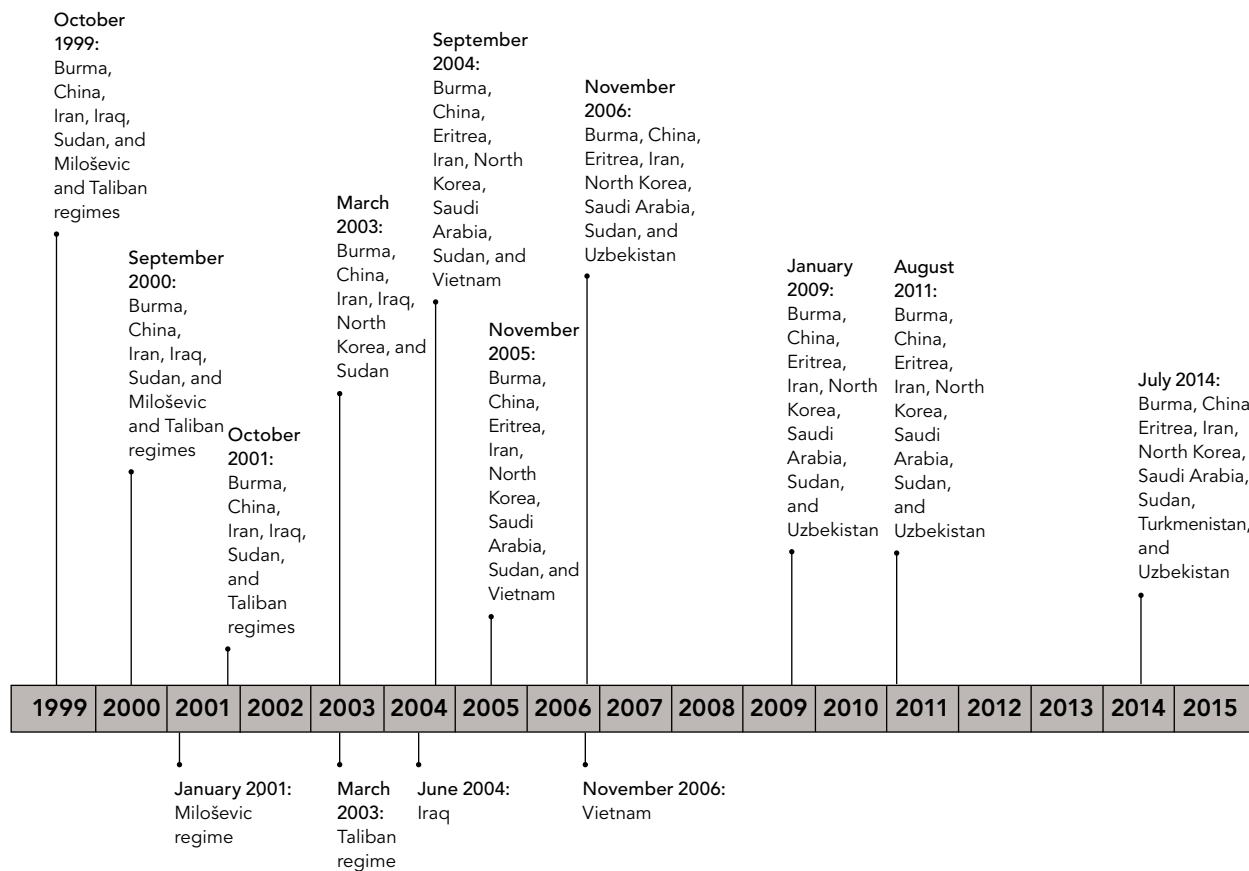 October
1999:
Burma,
China,
Iran, Iraq,
Sudan, and
Miloševic
and Taliban
regimes
September
2000:
Burma,
China,
Iran, Iraq,
Sudan, and
Miloševic
and Taliban
regimes
October
2001:
Burma,
China,
Iran, Iraq,
Sudan,
and
Taliban
regimes
March
2003:
Burma,
China,
Iran, Iraq,
North
Korea, and
Sudan
September
2004:
Burma,
China,
Eritrea,
Iran, North
Korea,
Saudi
Arabia,
Sudan, and
Vietnam
November
2005:
Burma,
China,
Eritrea,
Iran,
North
Korea,
Saudi
Arabia,
Sudan, and
Vietnam
November
2006:
Burma, China,
Eritrea, Iran,
North Korea,
Saudi Arabia,
Sudan, and
Uzbekistan
January
2009:
Burma,
China,
Eritrea,
Iran, North
Korea,
Saudi
Arabia,
Sudan,
and
Uzbekistan
August
2011:
Burma,
China,
Eritrea,
Iran, North
Korea,
Saudi
Arabia,
Sudan,
and
Uzbekistan
July 2014:
Burma, China
Eritrea, Iran,
North Korea,
Saudi Arabia,
Sudan,
Turkmenistan,
and
Uzbekistan
1999 2000 2001 2002 2003 2004 2005 2006 2007 2008 2009 2010 2011 2012 2013 2014 2015
January 2001:
Miloševic
regime
March
2003:
Taliban
regime
June 2004:
Iraq
November 2006:
Vietnam